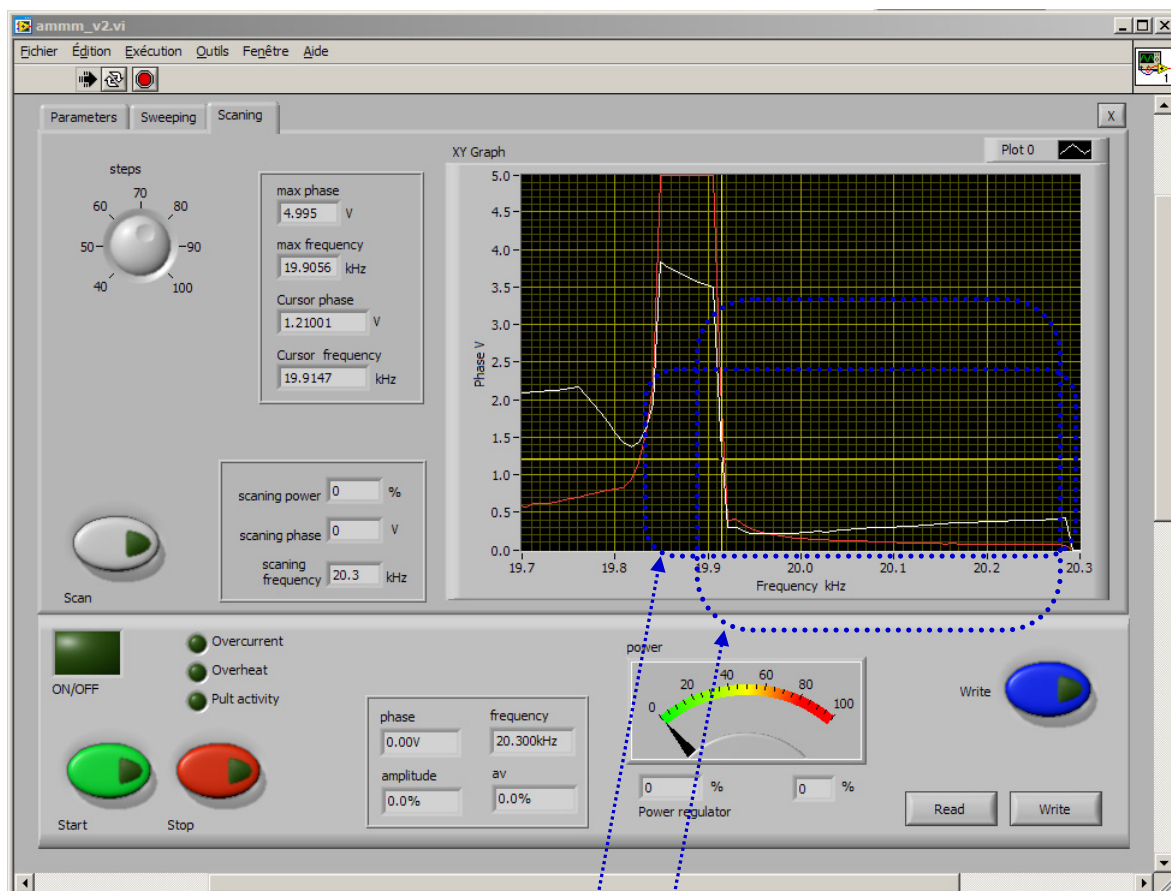 ammm_v2.vi
Fichier Édition Exécution Outils Fenêtre Aide
1
Parameters Sweeping Scaning
X
steps
40 50 60 70 80 90 100
max phase
4.995 V
max frequency
19.9056 kHz
Cursor phase
1.21001 V
Cursor frequency
19.9147 kHz
XY Graph
Plot 0
5.0
4.5
4.0
3.5
3.0
2.5
2.0
1.5
1.0
0.5
0.0
Phase V
19.7 19.8 19.9 20.0 20.1 20.2 20.3
Frequency kHz
scaning power 0 %
scaning phase 0 V
scaning
frequency 20.3 kHz
Scan
ON/OFF
Overcurrent
Overheat
Pult activity
Start
Stop
phase frequency
0.00V 20.300kHz
amplitude av
0.0% 0.0%
power
0 20 40 60 80 100
0 % 0 %
Power regulator
Write
Read Write